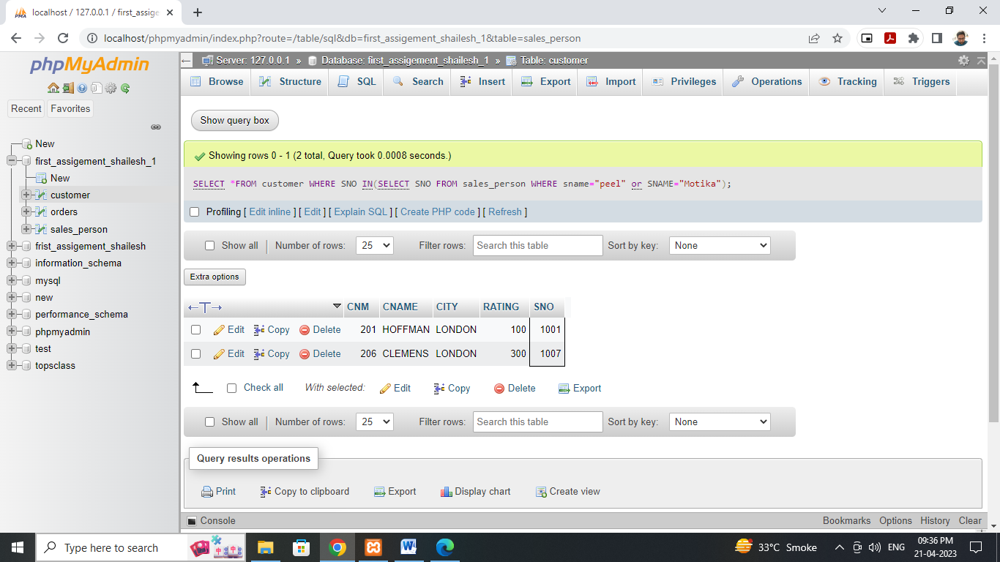 localhost / 127.0.0.1 / first_assige
localhost/phpmyadmin/index.php?route=/table/sql&db=first_assigement_shailesh_1&table=sales_person
phpMyAdmin
Recent Favorites
New
first_assigement_shailesh_1
New
customer
orders
sales_person
frist_assigement_shailesh
information_schema
mysql
new
performance_schema
phpmyadmin
test
topsclass
Server: 127.0.0.1 » Database: first_assigement_shailesh_1 » Table: customer
Browse Structure SQL Search Insert Export Import Privileges Operations Tracking Triggers
Show query box
Showing rows 0 - 1 (2 total, Query took 0.0008 seconds.)
SELECT *FROM customer WHERE SNO IN(SELECT SNO FROM sales_person WHERE sname="peel" or SNAME="Motika");
Profiling [ Edit inline ] [ Edit ] [ Explain SQL ] [ Create PHP code ] [ Refresh ]
Show all Number of rows: 25 Filter rows: Search this table Sort by key: None
Extra options
CNM CNAME CITY RATING SNO
Edit Copy Delete 201 HOFFMAN LONDON 100 1001
Edit Copy Delete 206 CLEMENS LONDON 300 1007
Check all With selected: Edit Copy Delete Export
Show all Number of rows: 25 Filter rows: Search this table Sort by key: None
Query results operations
Print Copy to clipboard Export Display chart Create view
Console Bookmarks Options History Clear
Type here to search
33°C Smoke ENG 09:36 PM
21-04-2023